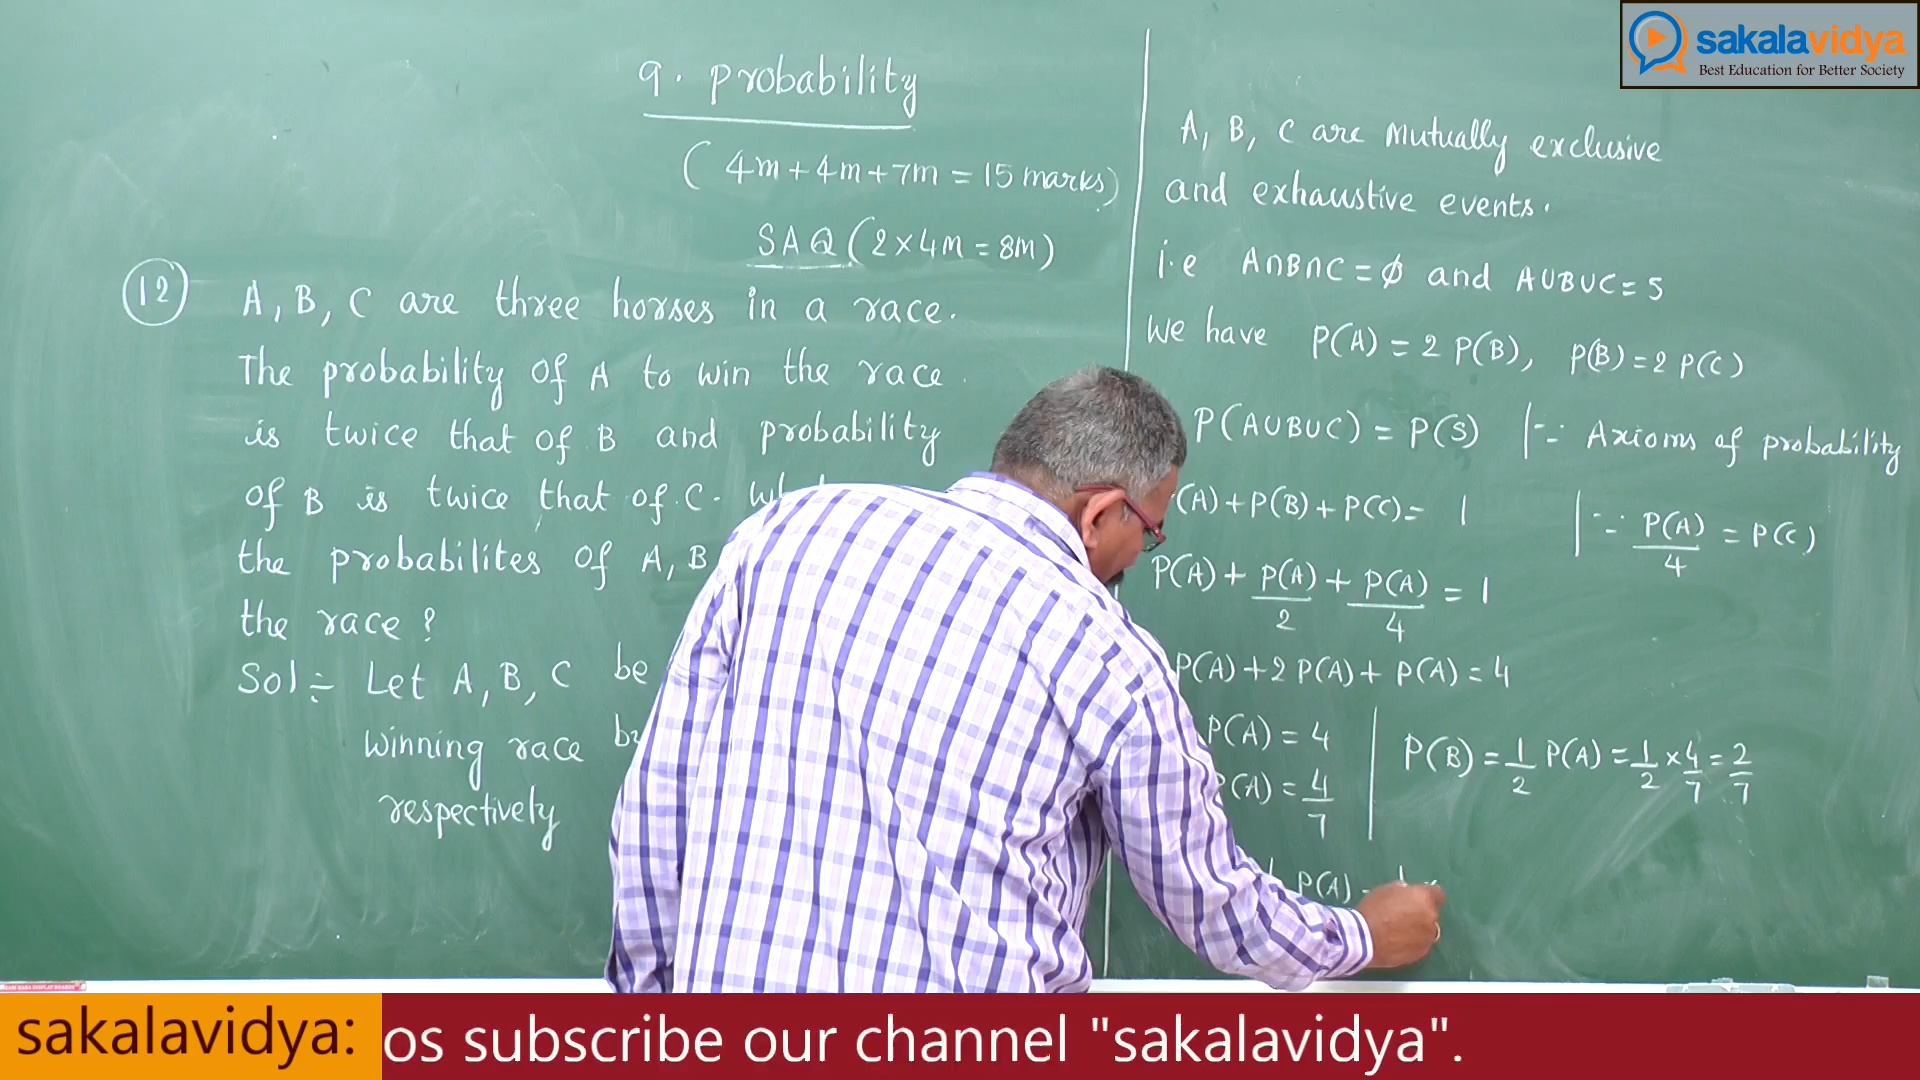 sakalavidya
Best Education for Better Society
9. probability
( 4m + 4m + 7m = 15 marks)
SAQ (2 × 4m = 8m)
12
A, B, C are three horses in a race.
The probability of A to win the race
is twice that of B and probability
of B is twice that of C.
the probabilites of A, B
the race ?
Sol :- Let A, B, C be
winning race
respectively
A, B, C are Mutually exclusive
and exhaustive events.
i.e A∩B∩C = ϕ and A∪B∪C = S
We have P(A) = 2 P(B), P(B) = 2 P(C)
P(A∪B∪C) = P(S) | ∵ Axioms of probability
(A) + P(B) + P(C) = 1 | ∵ P(A)/4 = P(C)
P(A) + P(A)/2 + P(A)/4 = 1
P(A) + 2 P(A) + P(A) = 4
P(A) = 4
P(A) = 4/7
P(B) = 1/2 P(A) = 1/2 × 4/7 = 2/7
P(A)
sakalavidya:
os subscribe our channel "sakalavidya".